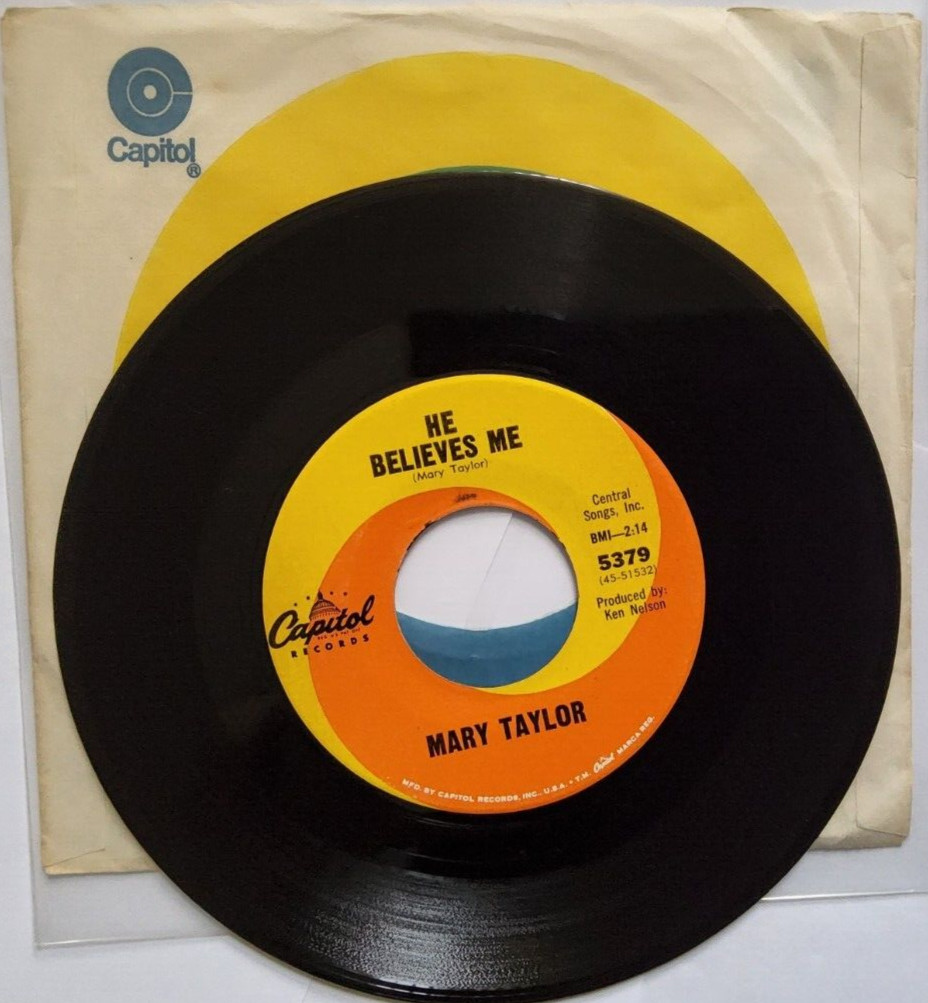 Capitol
®
HE
BELIEVES ME
(Mary Taylor)
Central
Songs, Inc.
BMI—2:14
5379
(45-51532)
Produced by:
Ken Nelson
Capitol
RECORDS
MARY TAYLOR
MFD. BY CAPITOL RECORDS, INC., U.S.A. • T.M. Capitol MARCA REG.